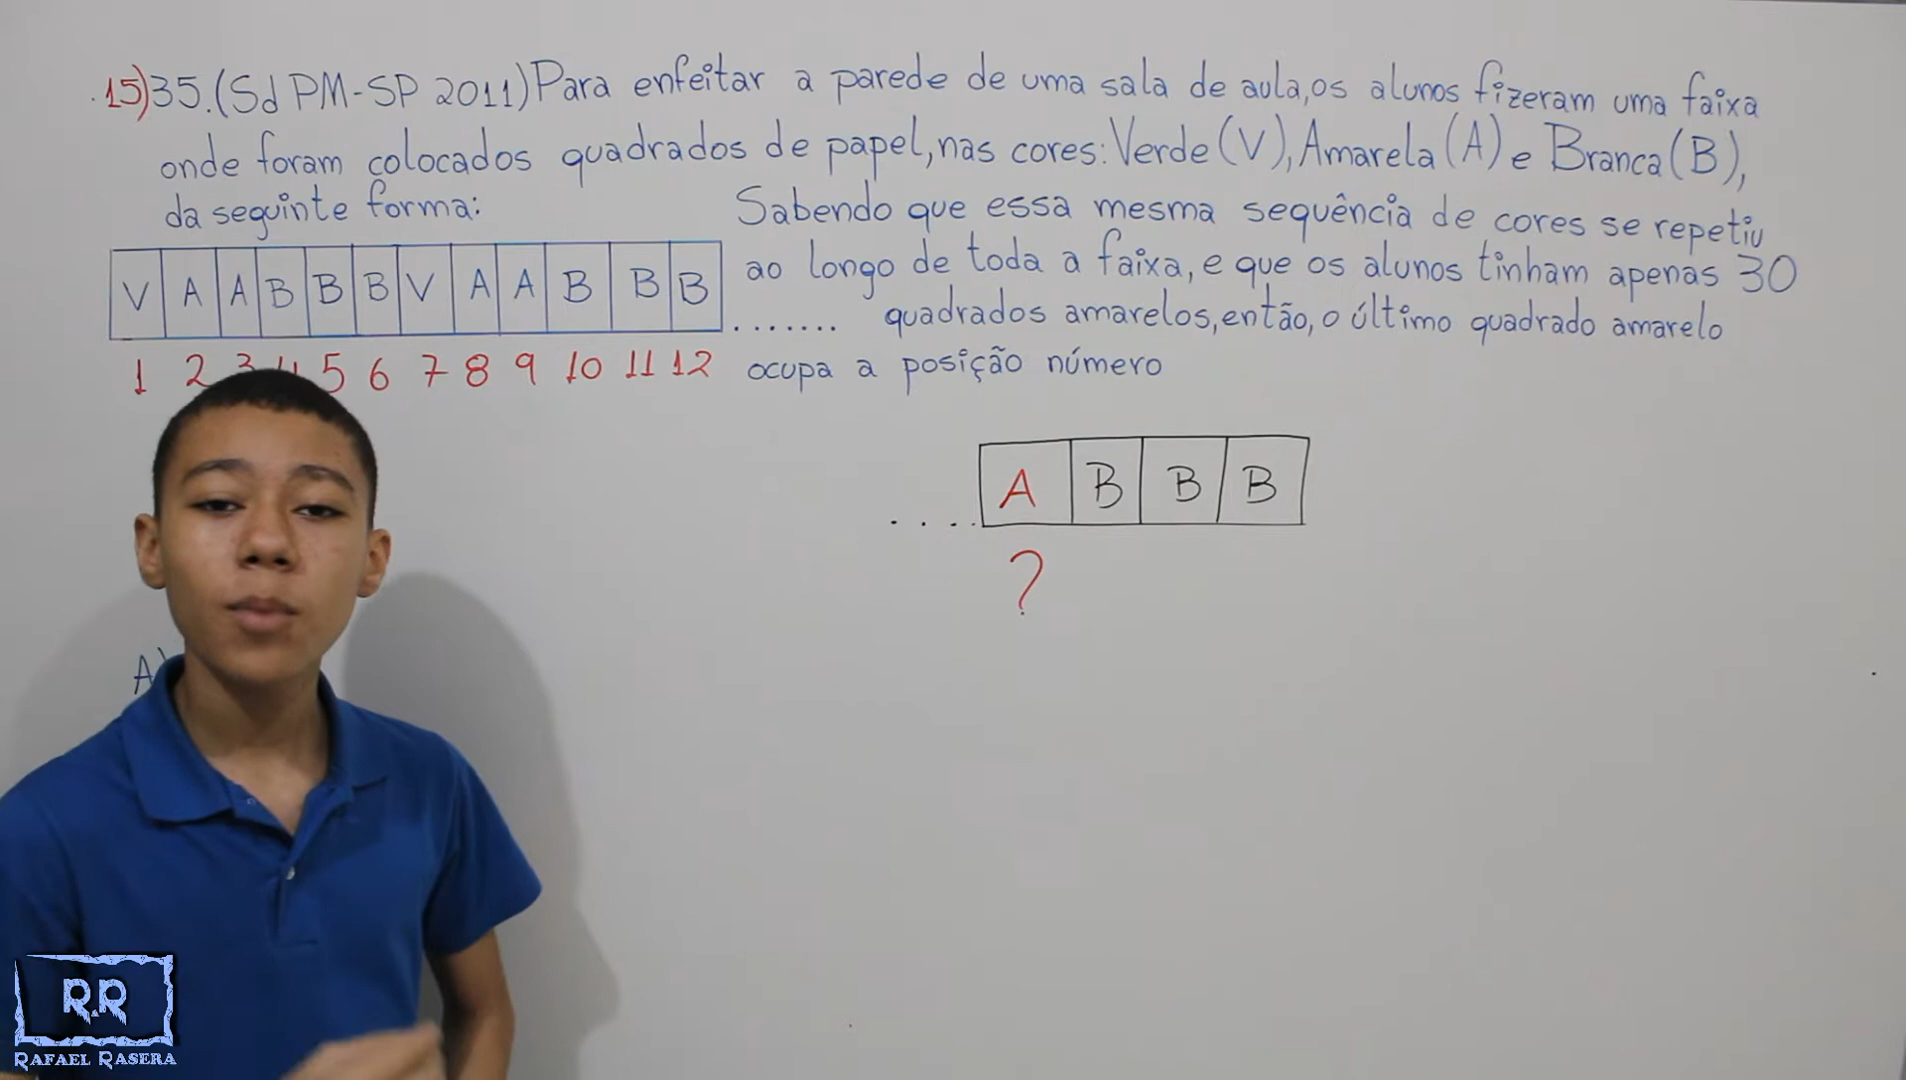 15)35.(Sd PM-SP 2011)Para enfeitar a parede de uma sala de aula,os alunos fizeram uma faixa
onde foram colocados quadrados de papel,nas cores:Verde(V),Amarela(A) e Branca(B),
da seguinte forma:
V A A B B B V A A B B B
1 2 3 4 5 6 7 8 9 10 11 12
Sabendo que essa mesma sequência de cores se repetiu
ao longo de toda a faixa, e que os alunos tinham apenas 30
....... quadrados amarelos,então,o último quadrado amarelo
ocupa a posição número
.... A B B B
?
A)
R.R
RAFAEL RASERA